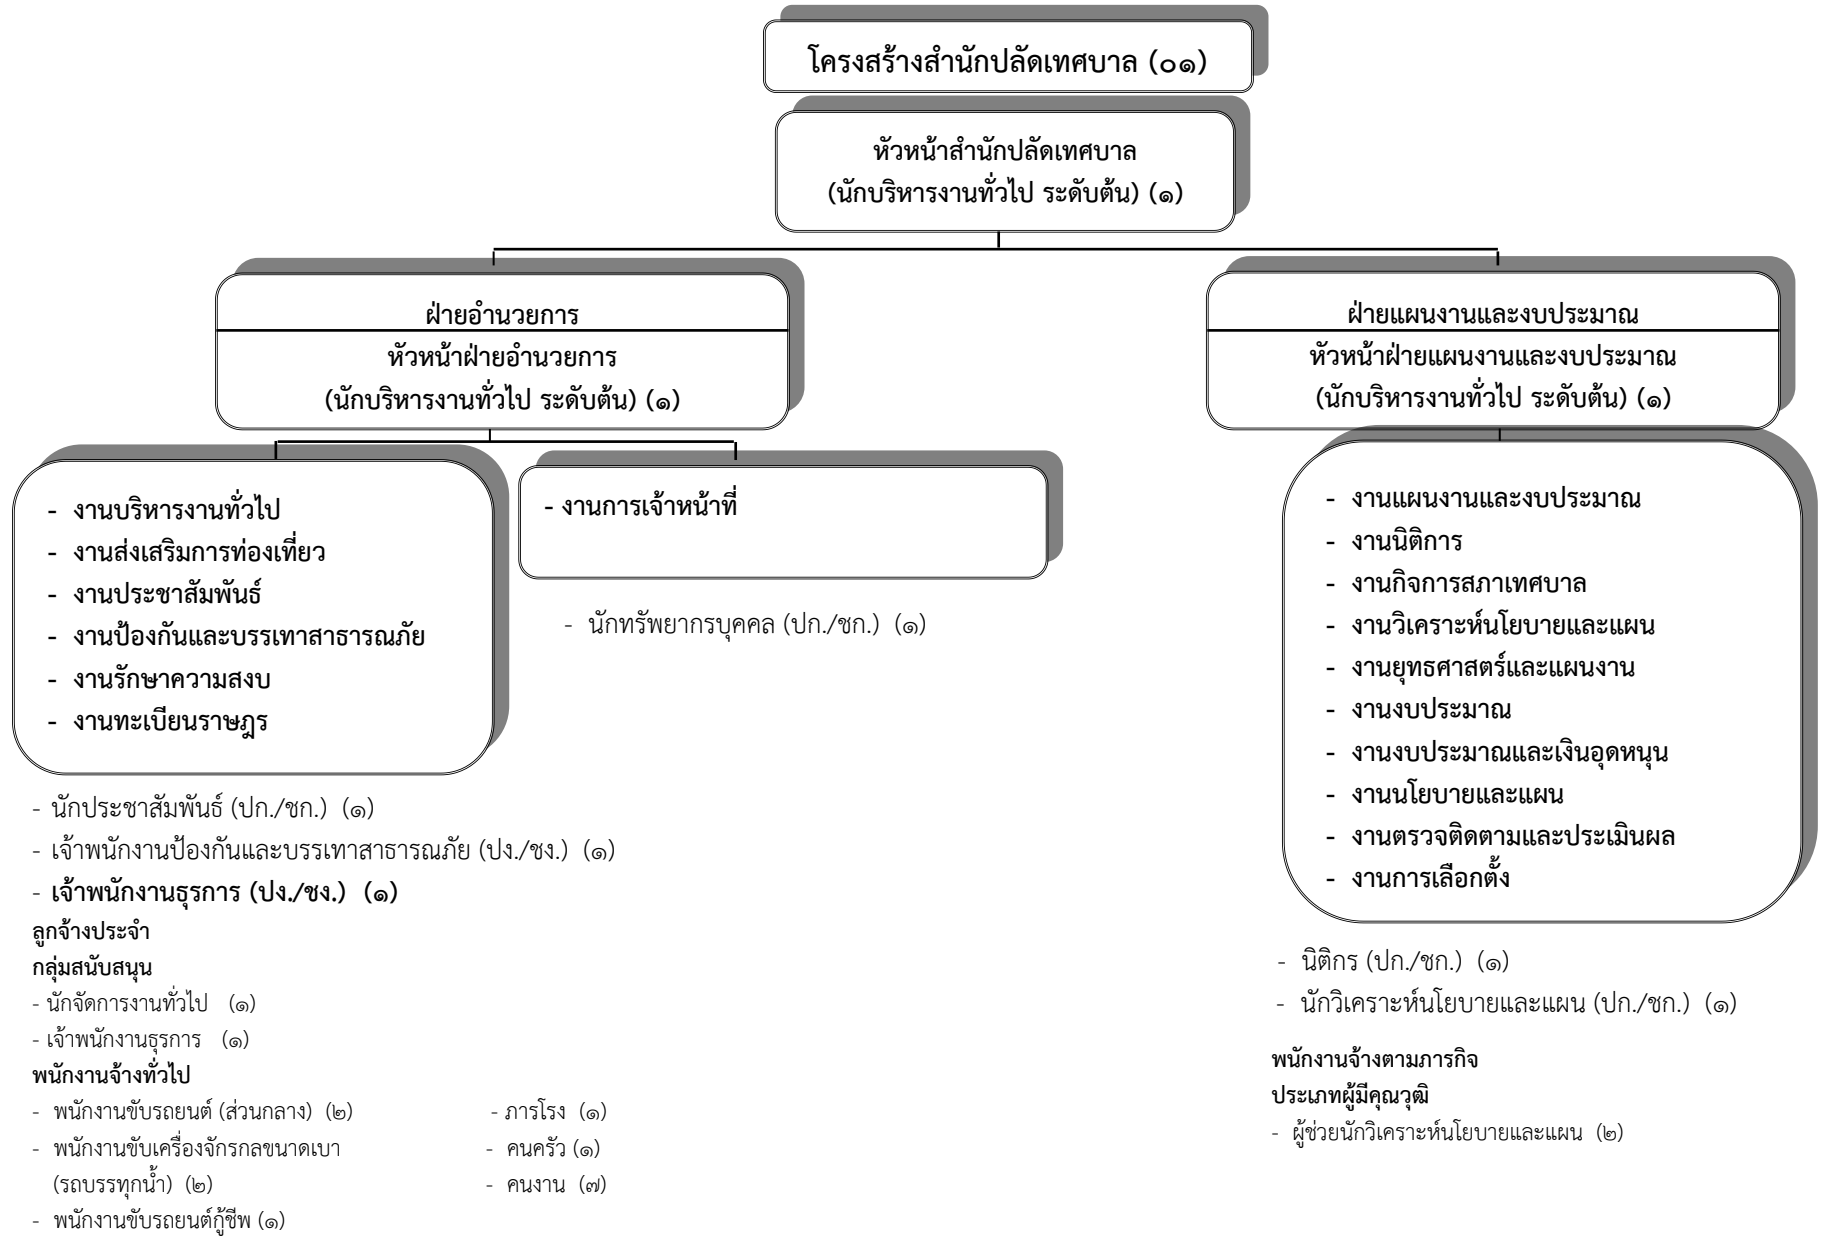 โครงสร้างสำนักปลัดเทศบาล (๐๑)
หัวหน้าสำนักปลัดเทศบาล
(นักบริหารงานทั่วไป ระดับต้น) (๑)
ฝ่ายอำนวยการ
หัวหน้าฝ่ายอำนวยการ
(นักบริหารงานทั่วไป ระดับต้น) (๑)
ฝ่ายแผนงานและงบประมาณ
หัวหน้าฝ่ายแผนงานและงบประมาณ
(นักบริหารงานทั่วไป ระดับต้น) (๑)
- งานบริหารงานทั่วไป
- งานส่งเสริมการท่องเที่ยว
- งานประชาสัมพันธ์
- งานป้องกันและบรรเทาสาธารณภัย
- งานรักษาความสงบ
- งานทะเบียนราษฎร
- งานการเจ้าหน้าที่
- นักทรัพยากรบุคคล (ปก./ชก.) (๑)
- งานแผนงานและงบประมาณ
- งานนิติการ
- งานกิจการสภาเทศบาล
- งานวิเคราะห์นโยบายและแผน
- งานยุทธศาสตร์และแผนงาน
- งานงบประมาณ
- งานงบประมาณและเงินอุดหนุน
- งานนโยบายและแผน
- งานตรวจติดตามและประเมินผล
- งานการเลือกตั้ง
- นักประชาสัมพันธ์ (ปก./ชก.) (๑)
- เจ้าพนักงานป้องกันและบรรเทาสาธารณภัย (ปง./ชง.) (๑)
- เจ้าพนักงานธุรการ (ปง./ชง.) (๑)
ลูกจ้างประจำ
กลุ่มสนับสนุน
- นักจัดการงานทั่วไป (๑)
- เจ้าพนักงานธุรการ (๑)
พนักงานจ้างทั่วไป
- พนักงานขับรถยนต์ (ส่วนกลาง) (๒)
- พนักงานขับเครื่องจักรกลขนาดเบา
(รถบรรทุกน้ำ) (๒)
- พนักงานขับรถยนต์กู้ชีพ (๑)
- ภารโรง (๑)
- คนครัว (๑)
- คนงาน (๗)
- นิติกร (ปก./ชก.) (๑)
- นักวิเคราะห์นโยบายและแผน (ปก./ชก.) (๑)
พนักงานจ้างตามภารกิจ
ประเภทผู้มีคุณวุฒิ
- ผู้ช่วยนักวิเคราะห์นโยบายและแผน (๒)